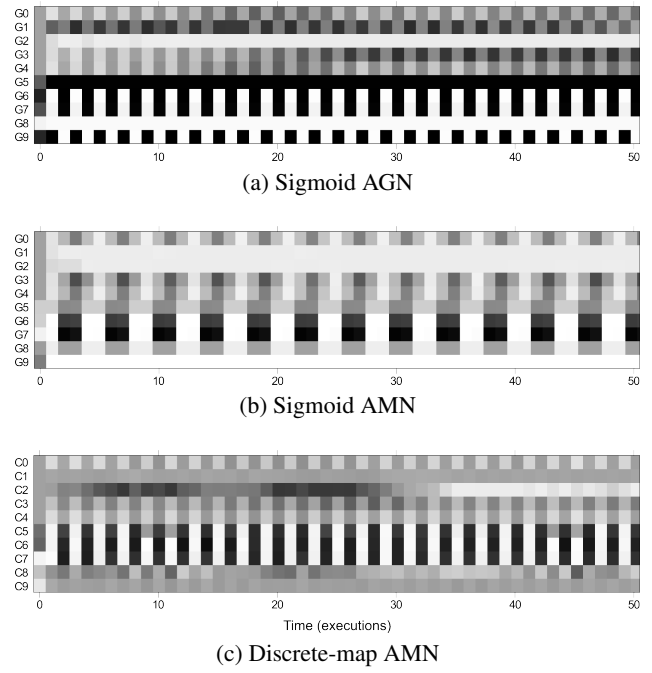 G0
G1
G2
G3
G4
G5
G6
G7
G8
G9
0 10 20 30 40 50
(a) Sigmoid AGN
G0
G1
G2
G3
G4
G5
G6
G7
G8
G9
0 10 20 30 40 50
(b) Sigmoid AMN
C0
C1
C2
C3
C4
C5
C6
C7
C8
C9
0 10 20 30 40 50
Time (executions)
(c) Discrete-map AMN